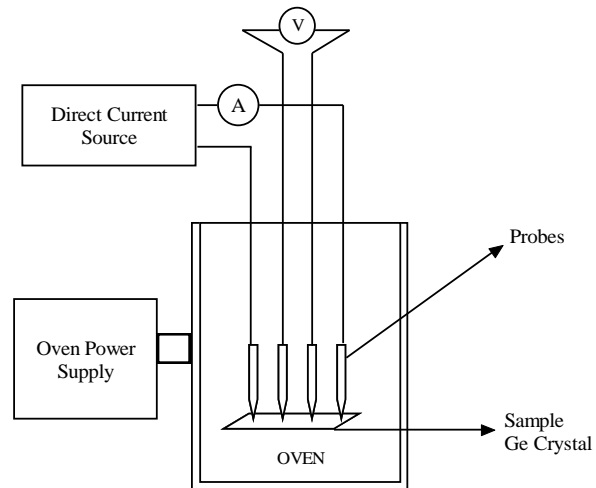 V
A
Direct Current
Source
Probes
Oven Power
Supply
Sample
Ge Crystal
OVEN